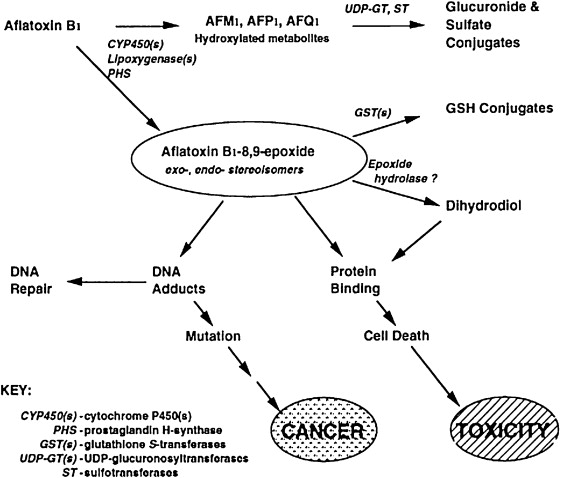 Aflatoxin B1
AFM1, AFP1, AFQ1
Hydroxylated metabolites
UDP-GT, ST
Glucuronide &
Sulfate
Conjugates
CYP450(s)
Lipoxygenase(s)
PHS
GST(s)
GSH Conjugates
Aflatoxin B1-8,9-epoxide
exo-, endo- stereoisomers
Epoxide
hydrolase ?
Dihydrodiol
DNA
Repair
DNA
Adducts
Protein
Binding
Mutation
Cell Death
CANCER
TOXICITY
KEY:
CYP450(s) -cytochrome P450(s)
PHS -prostaglandin H-synthase
GST(s) -glutathione S-transferases
UDP-GT(s) -UDP-glucuronosyltransferases
ST -sulfotransferases